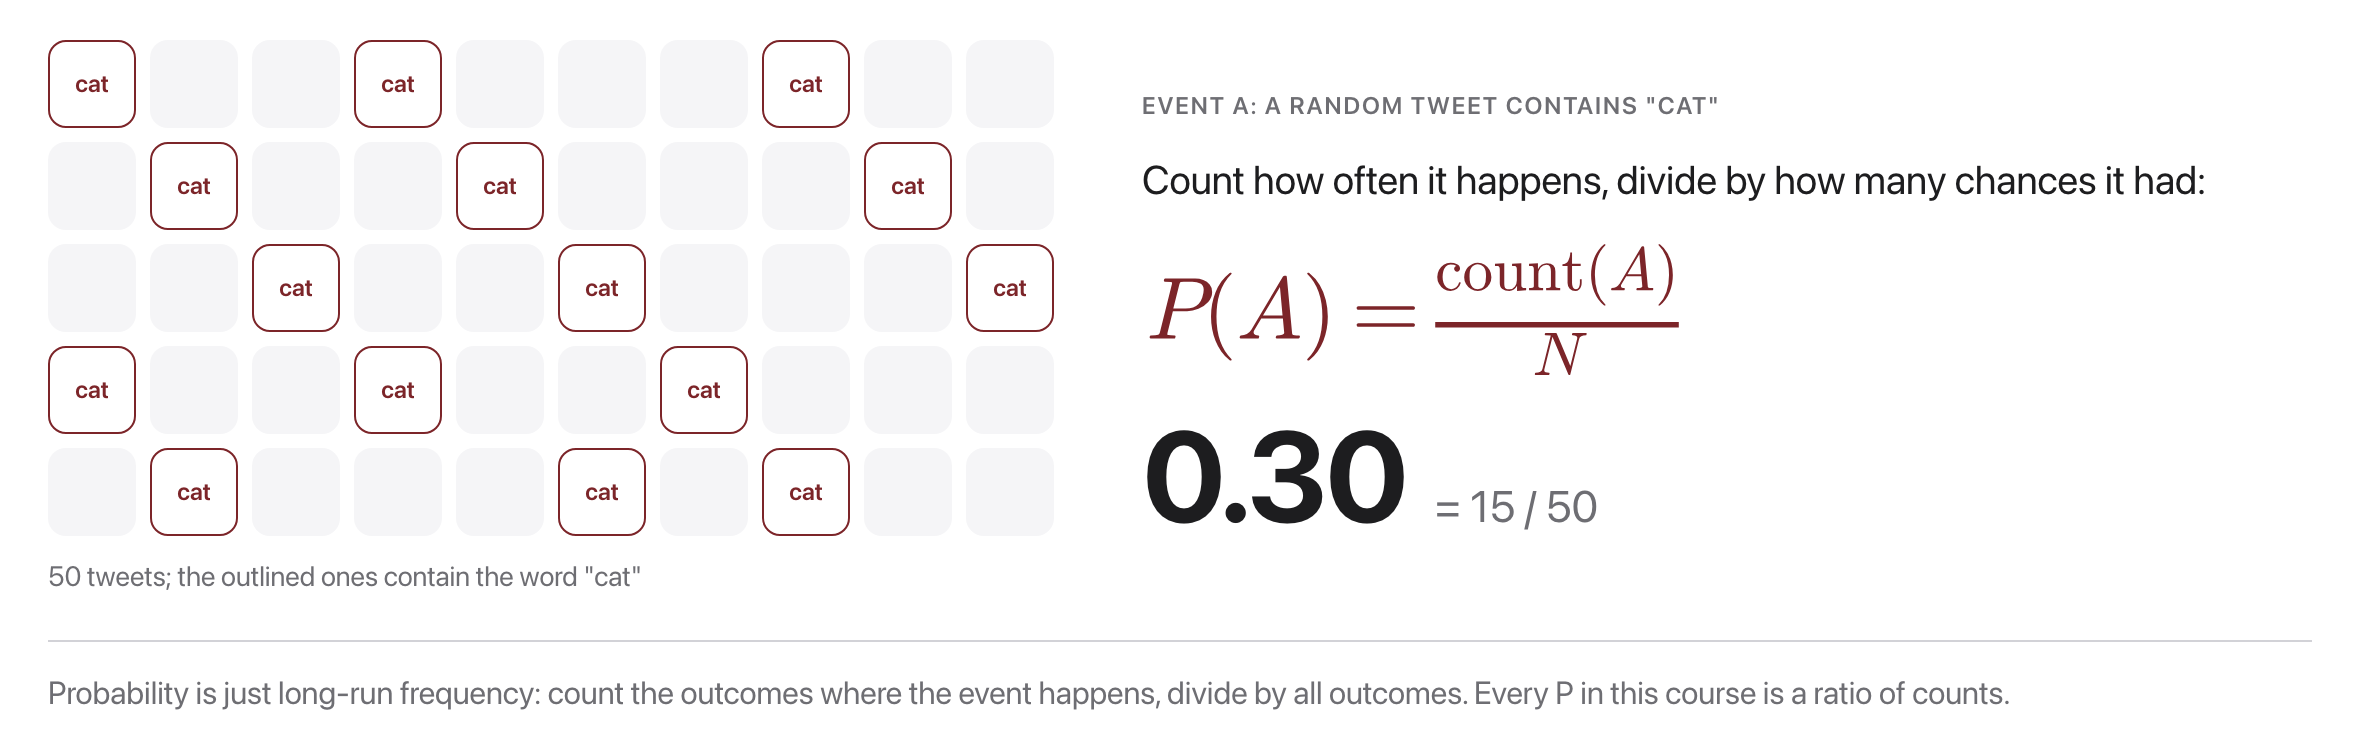 cat cat cat
cat cat cat
cat cat cat
cat cat cat
cat cat cat
50 tweets; the outlined ones contain the word "cat"
EVENT A: A RANDOM TWEET CONTAINS "CAT"
Count how often it happens, divide by how many chances it had:
P(A) = count(A) / N
0.30 = 15 / 50
Probability is just long-run frequency: count the outcomes where the event happens, divide by all outcomes. Every P in this course is a ratio of counts.